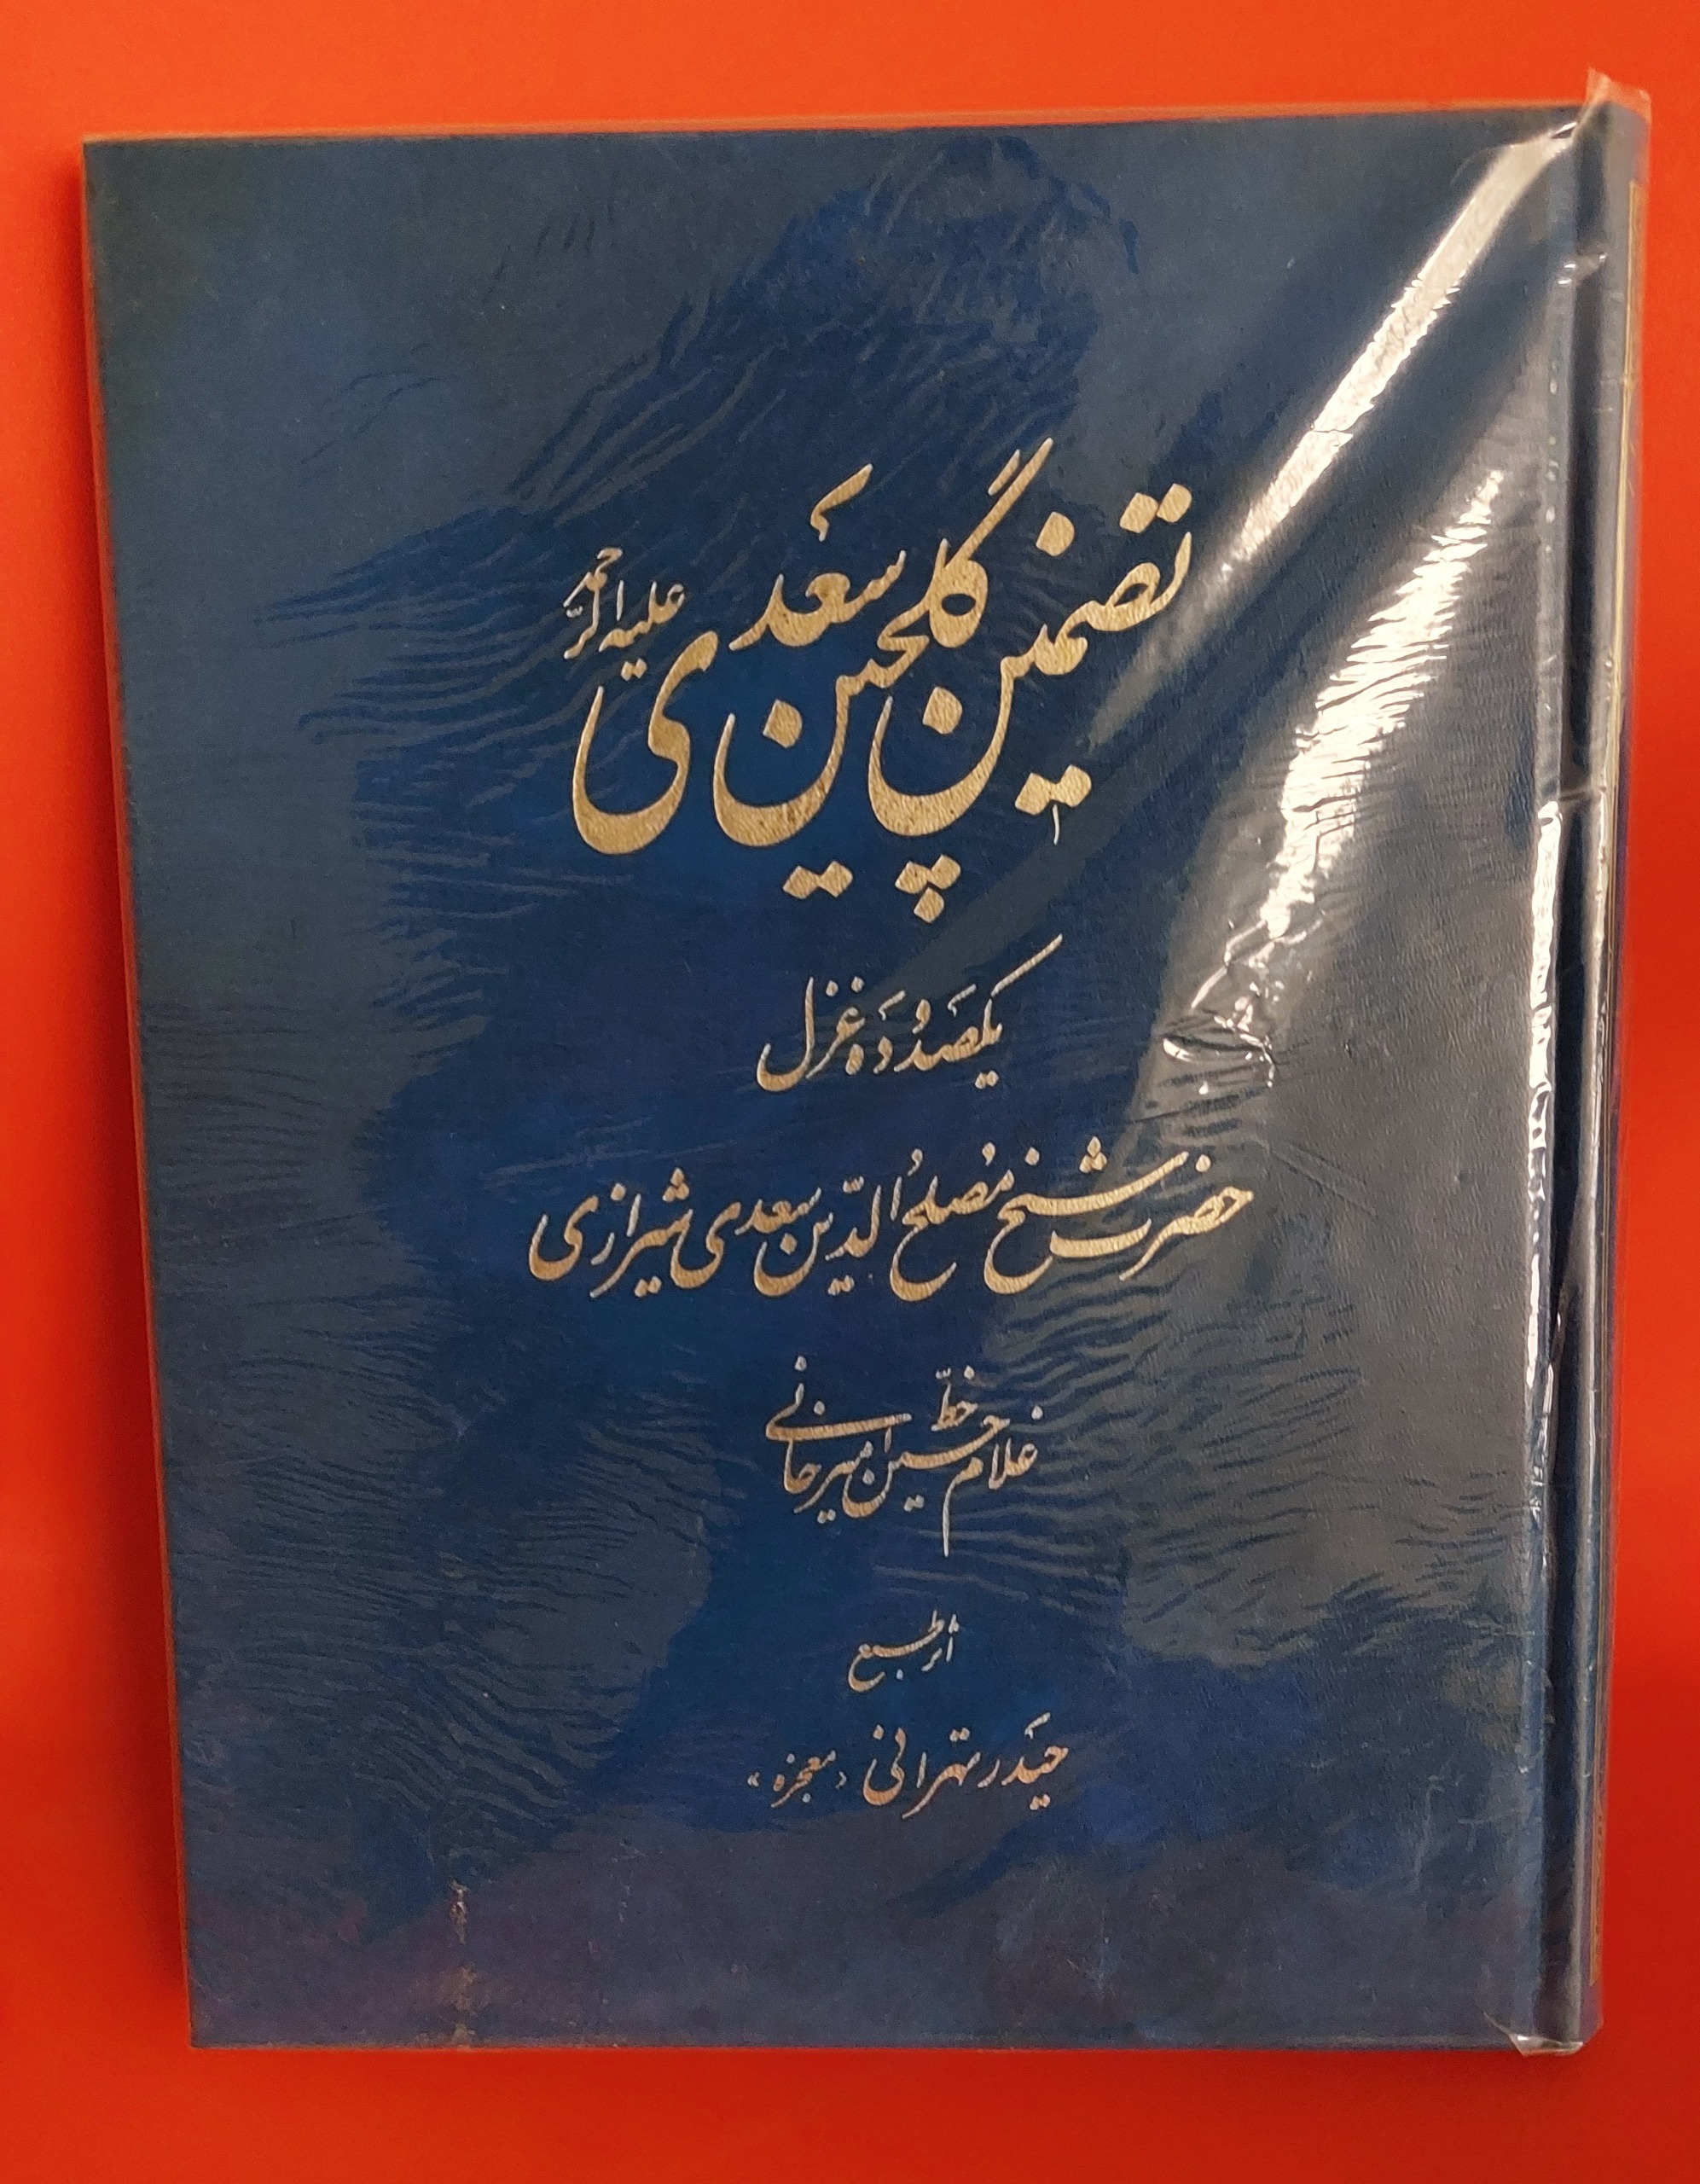 تضمین گلچین سعدی علیه الرحمه
یکصد و ده غزل
حضرت شیخ مصلح الدین سعدی شیرازی
خط
غلامحسین امیرخانی
اثر طبع
حیدر تهرانی «معجزه»